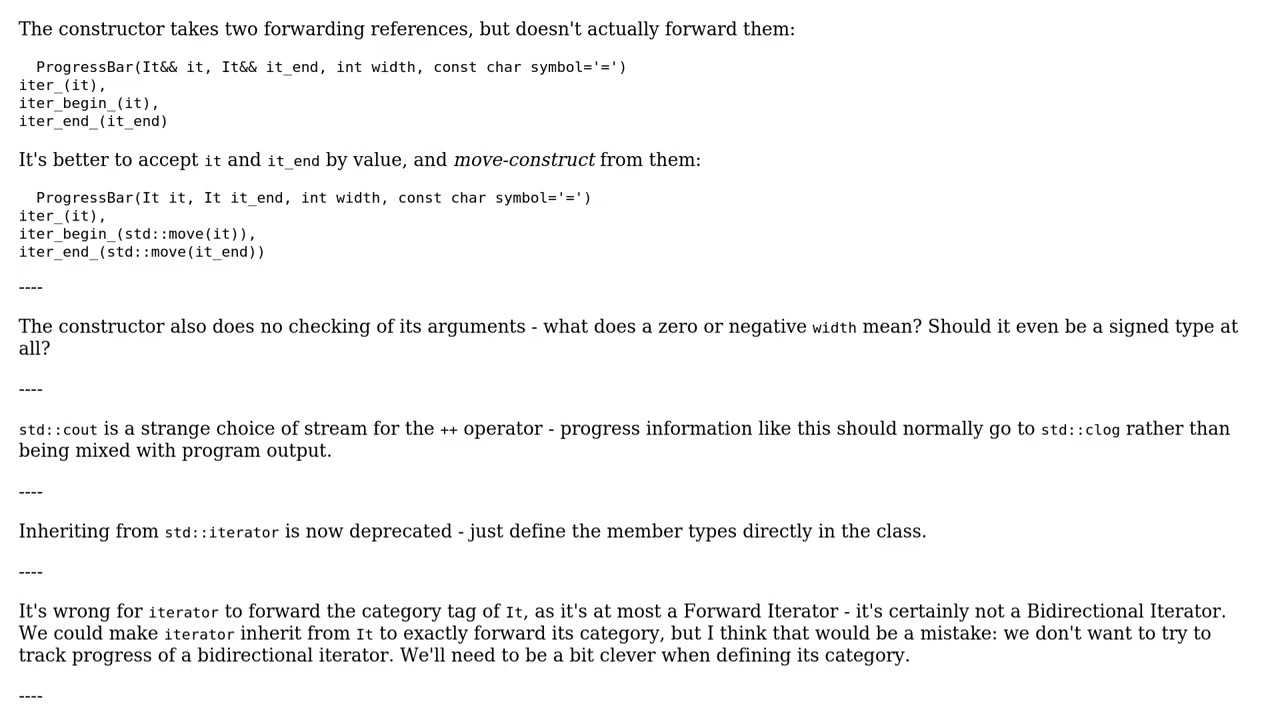 The constructor takes two forwarding references, but doesn't actually forward them:
ProgressBar(It&& it, It&& it_end, int width, const char symbol='=')
iter_(it),
iter_begin_(it),
iter_end_(it_end)
It's better to accept it and it_end by value, and move-construct from them:
ProgressBar(It it, It it_end, int width, const char symbol='=')
iter_(it),
iter_begin_(std::move(it)),
iter_end_(std::move(it_end))
----
The constructor also does no checking of its arguments - what does a zero or negative width mean? Should it even be a signed type at
all?
----
std::cout is a strange choice of stream for the ++ operator - progress information like this should normally go to std::clog rather than
being mixed with program output.
----
Inheriting from std::iterator is now deprecated - just define the member types directly in the class.
----
It's wrong for iterator to forward the category tag of It, as it's at most a Forward Iterator - it's certainly not a Bidirectional Iterator.
We could make iterator inherit from It to exactly forward its category, but I think that would be a mistake: we don't want to try to
track progress of a bidirectional iterator. We'll need to be a bit clever when defining its category.
----